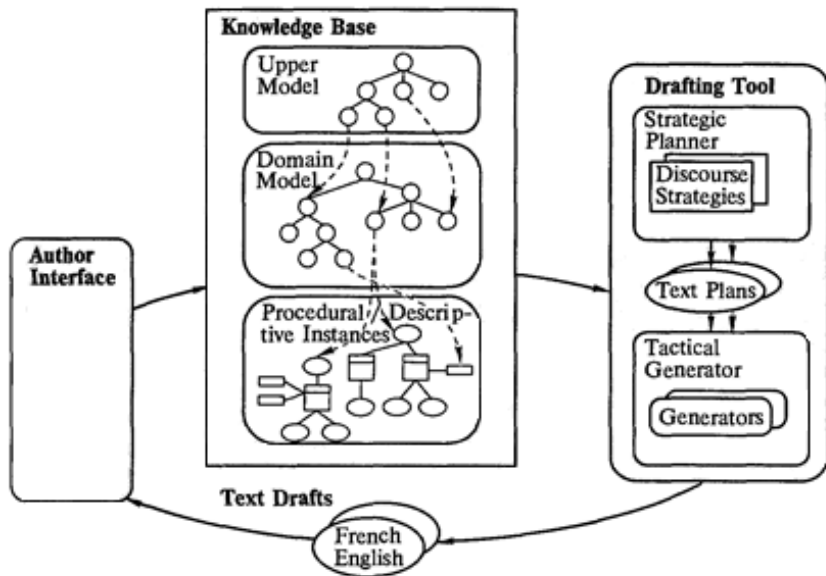 Knowledge Base
Upper
Model
Domain
Model
Procedural Descrip-
tive Instances
Author
Interface
Drafting Tool
Strategic
Planner
Discourse
Strategies
Text Plans
Tactical
Generator
Generators
Text Drafts
French
English